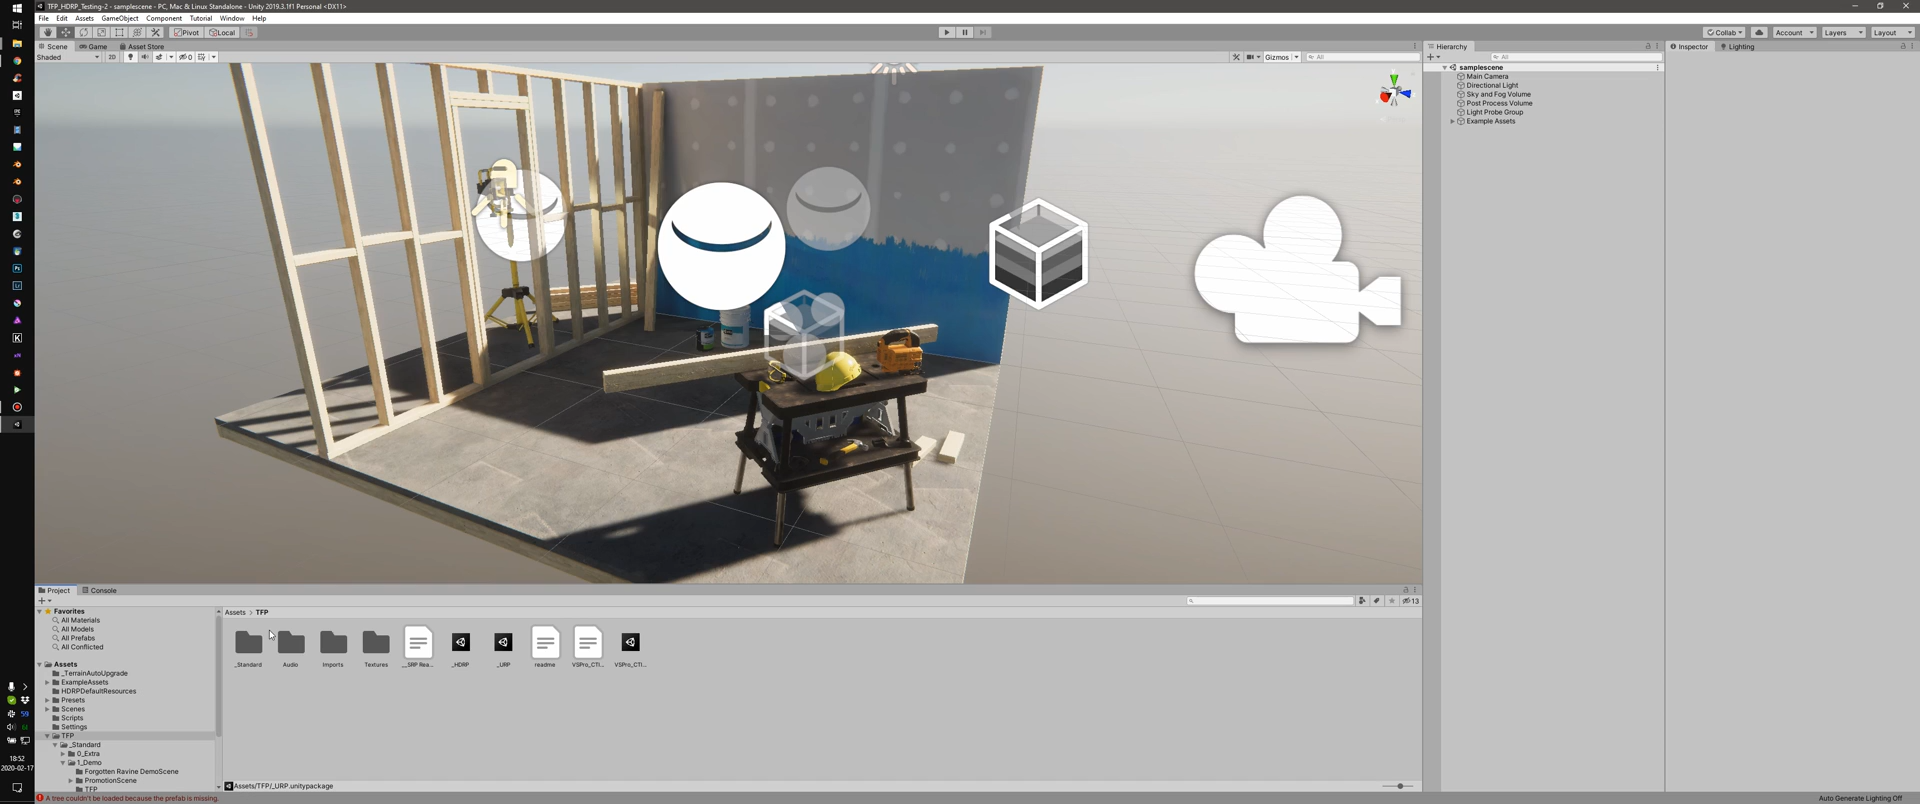 TFP_HDRP_Testing-2 - samplescene - PC, Mac & Linux Standalone - Unity 2019.3.1f1 Personal <DX11>
File Edit Assets GameObject Component Tutorial Window Help
Pivot Local Collab Account Layers Layout
Scene Game Asset Store
Shaded 2D 0 Gizmos All
Hierarchy
All
samplescene
Main Camera
Directional Light
Sky and Fog Volume
Post Process Volume
Light Probe Group
Example Assets
Inspector Lighting
Project Console
13
Favorites
All Materials
All Models
All Prefabs
All Conflicted
Assets
_TerrainAutoUpgrade
ExampleAssets
HDRPDefaultResources
Presets
Scenes
Scripts
Settings
TFP
_Standard
0_Extra
1_Demo
Forgotten Ravine DemoScene
PromotionScene
TFP
Assets > TFP
_Standard Audio Imports Textures __SRP Rea... _HDRP _URP readme VSPro_CTI... VSPro_CTI...
Assets/TFP/_URP.unitypackage
A tree couldn't be loaded because the prefab is missing.
Auto Generate Lighting Off
59
18:52
2020-02-17